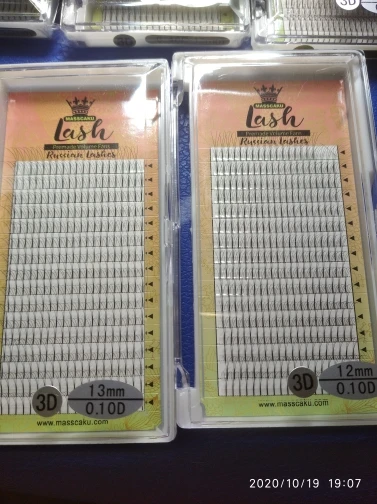 3D
MASSCAKU
Lash
Premade Volume Fans
Russian Lashes
3D
13mm
0.10D
www.masscaku.com
MASSCAKU
Lash
Premade Volume Fans
Russian Lashes
3D
12mm
0.10D
www.masscaku.com
2020/10/19 19:07